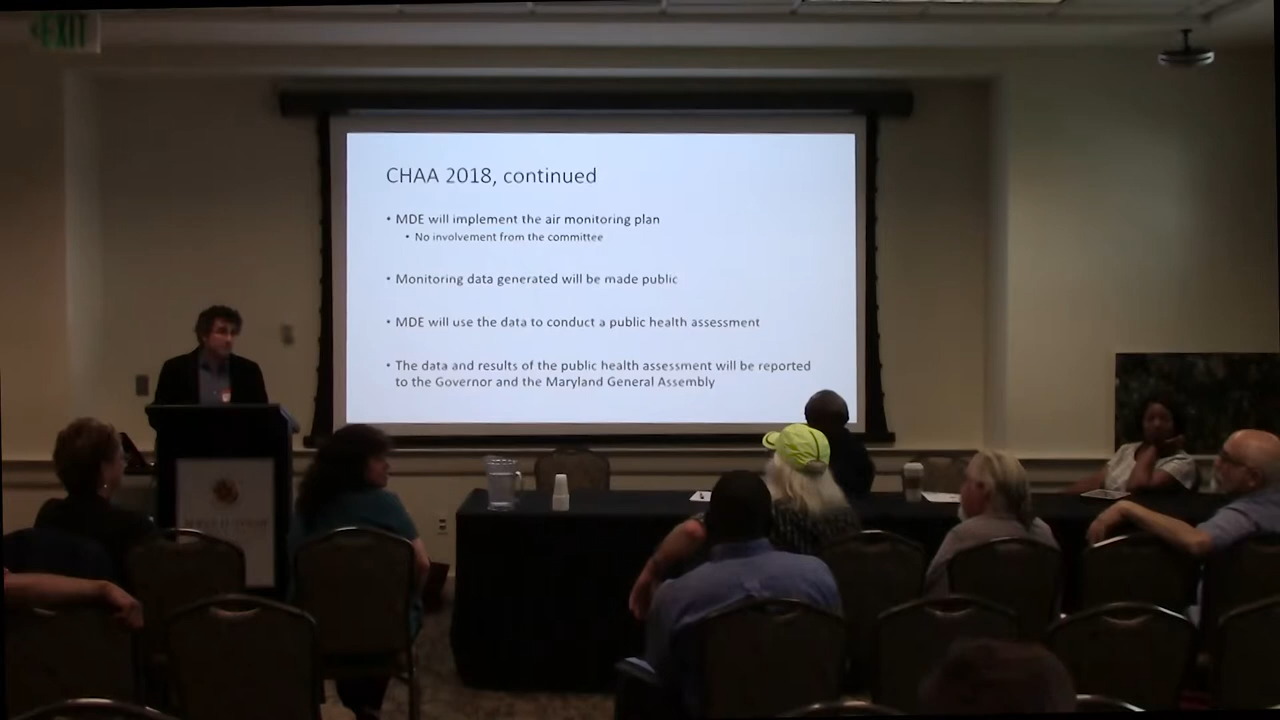 EXIT
CHAA 2018, continued
• MDE will implement the air monitoring plan
• No involvement from the committee
• Monitoring data generated will be made public
• MDE will use the data to conduct a public health assessment
• The data and results of the public health assessment will be reported
to the Governor and the Maryland General Assembly